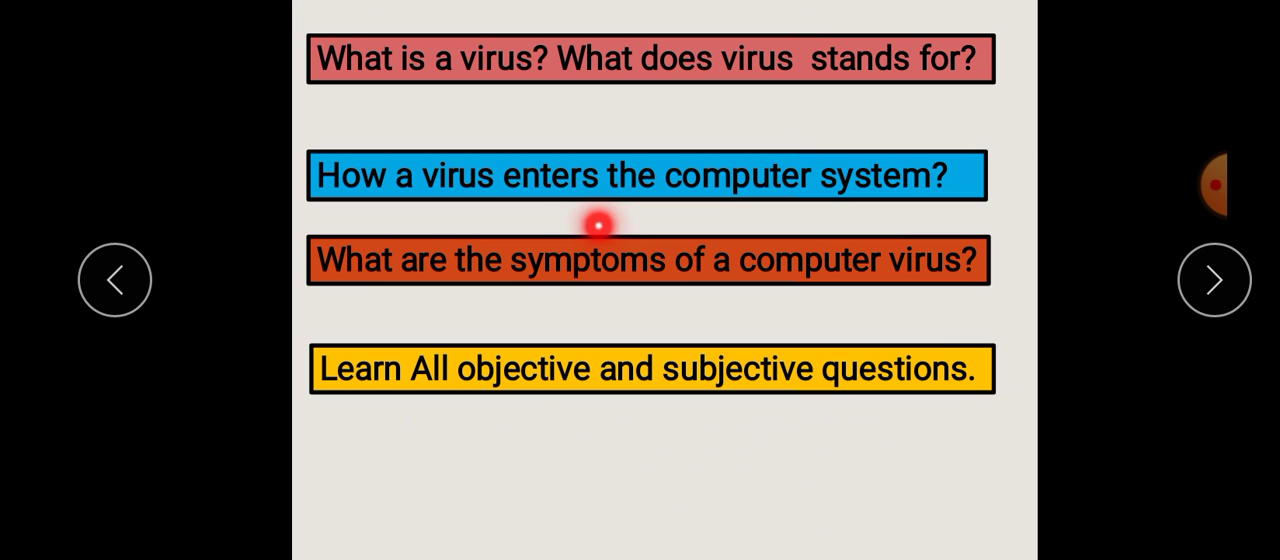 What is a virus? What does virus  stands for?
How a virus enters the computer system?
What are the symptoms of a computer virus?
Learn All objective and subjective questions.